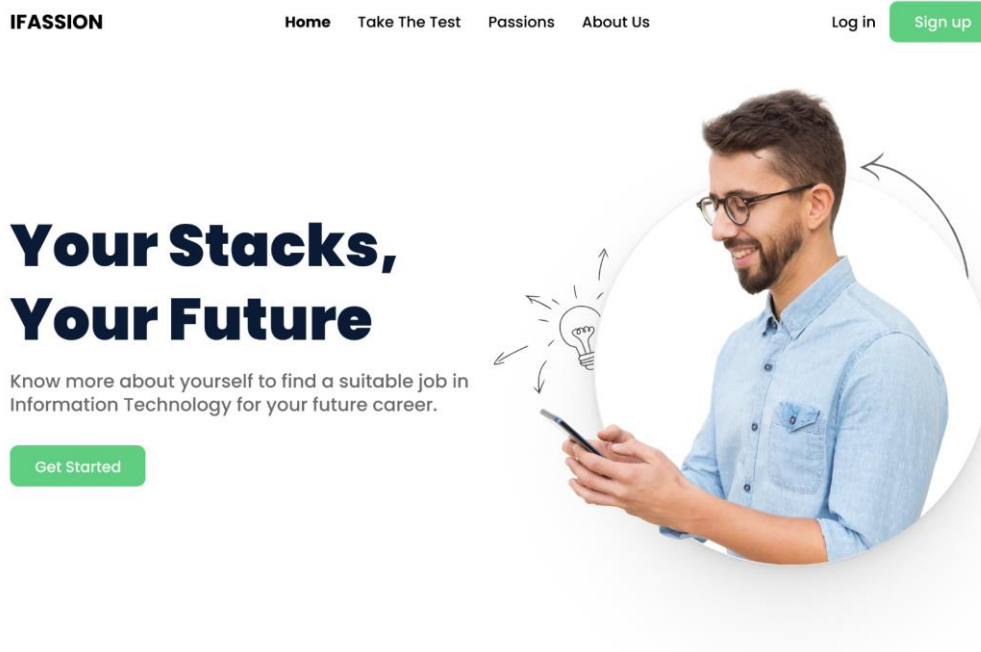 IFASSION
Home Take The Test Passions About Us
Log in Sign up
Your Stacks,
Your Future
Know more about yourself to find a suitable job in
Information Technology for your future career.
Get Started